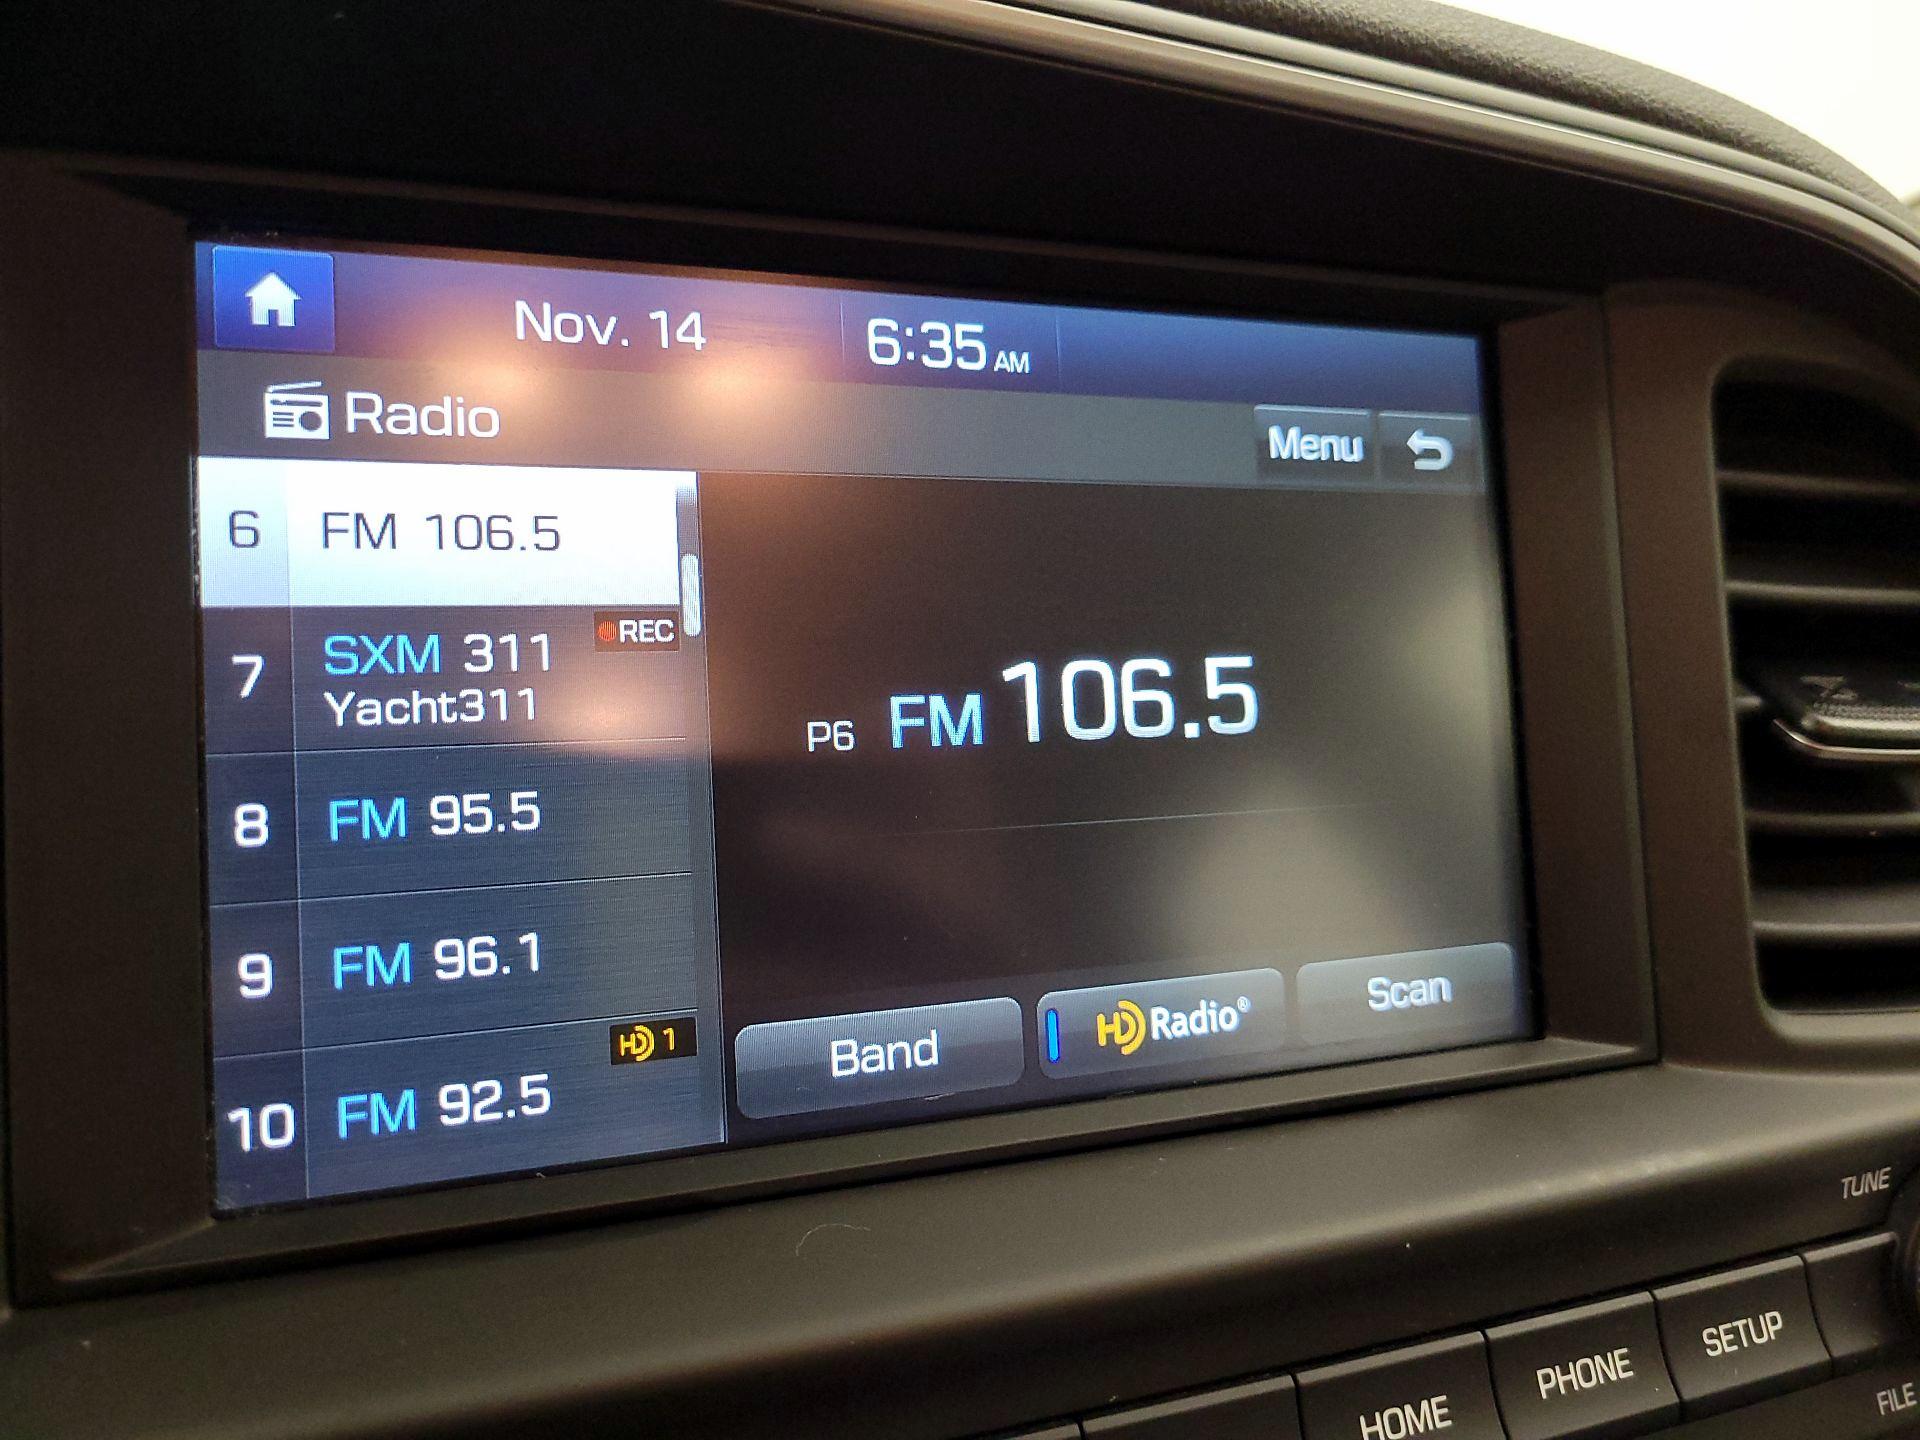 Nov. 14
6:35 AM
Radio
Menu
6 FM 106.5
REC
7 SXM 311
Yacht311
8 FM 95.5
9 FM 96.1
HD 1
10 FM 92.5
P6 FM 106.5
Band
HD Radio®
Scan
TUNE
HOME
PHONE
SETUP
FILE